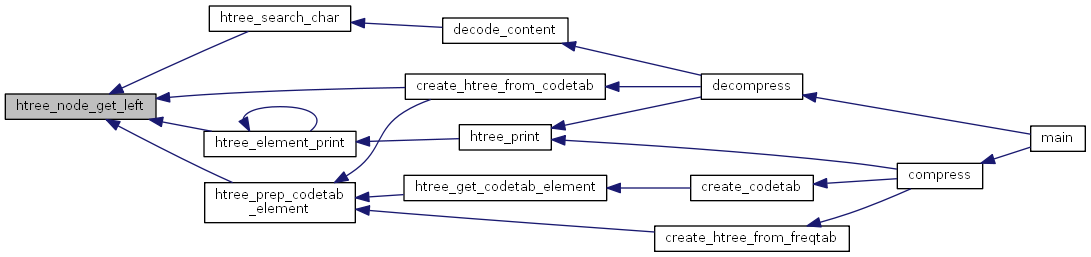 htree_node_get_left
htree_search_char
decode_content
create_htree_from_codetab
decompress
htree_element_print
htree_print
main
htree_prep_codetab
_element
htree_get_codetab_element
create_codetab
compress
create_htree_from_freqtab